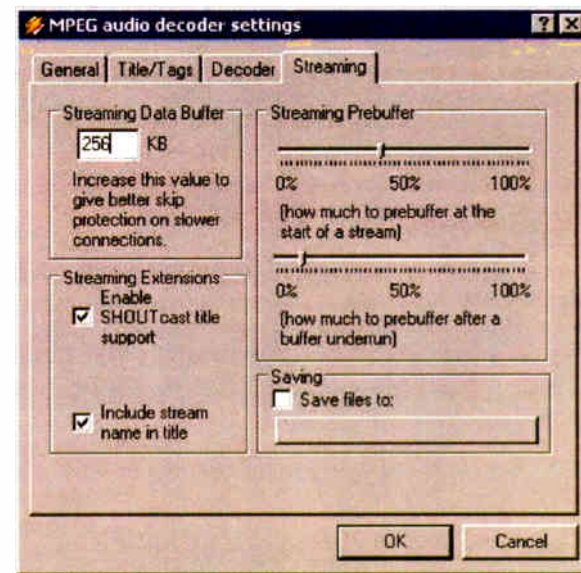 MPEG audio decoder settings
General
Title/Tags
Decoder
Streaming
Streaming Data Buffer
256 KB
Increase this value to
give better skip
protection on slower
connections.
Streaming Extensions
Enable
SHOUTcast title
support
Include stream
name in title
Streaming Prebuffer
0% 50% 100%
(how much to prebuffer at the
start of a stream)
0% 50% 100%
(how much to prebuffer after a
buffer underrun)
Saving
Save files to:
OK
Cancel